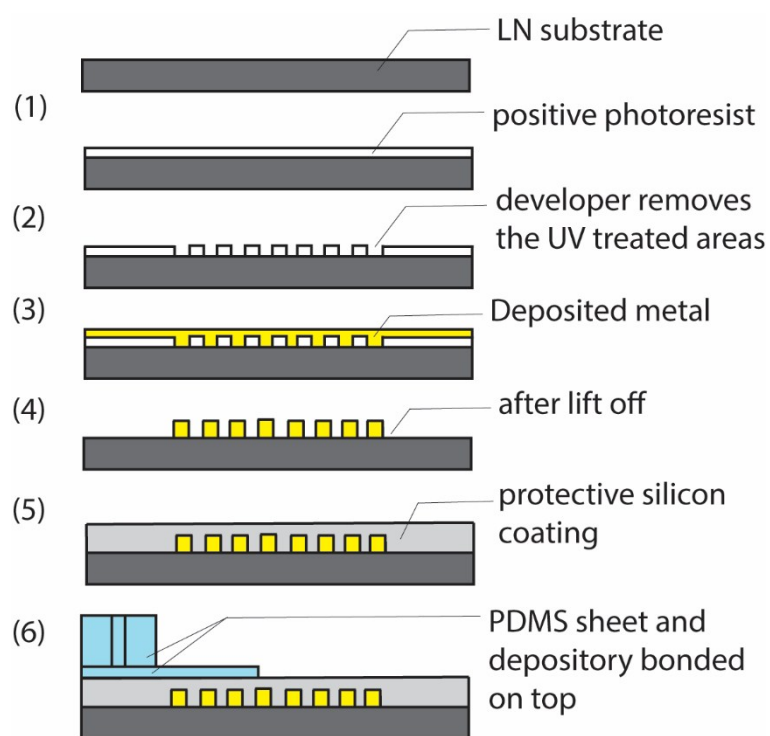 LN substrate
(1)
positive photoresist
(2)
developer removes
the UV treated areas
(3)
Deposited metal
(4)
after lift off
(5)
protective silicon
coating
(6)
PDMS sheet and
depository bonded
on top